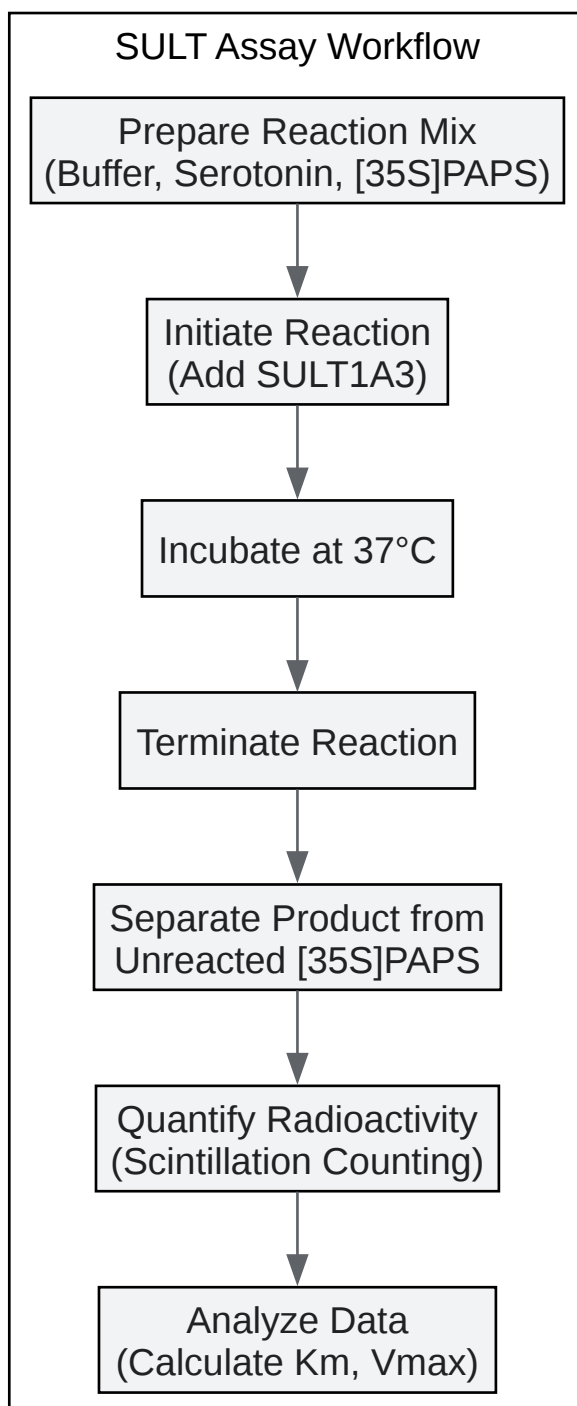 SULT Assay Workflow
Prepare Reaction Mix
(Buffer, Serotonin, [35S]PAPS)
Initiate Reaction
(Add SULT1A3)
Incubate at 37°C
Terminate Reaction
Separate Product from
Unreacted [35S]PAPS
Quantify Radioactivity
(Scintillation Counting)
Analyze Data
(Calculate Km, Vmax)